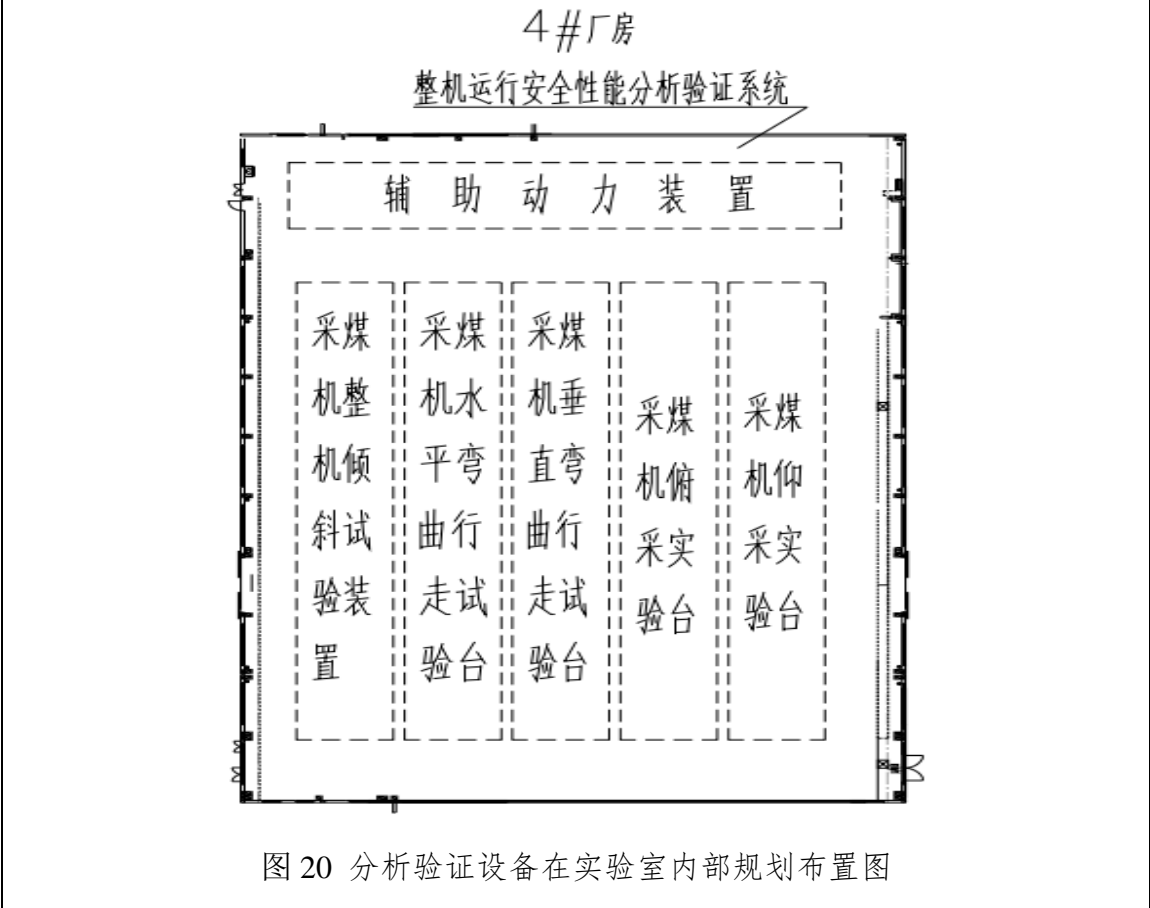 4#厂房
整机运行安全性能分析验证系统
辅助动力装置
采煤
机整
机倾
斜试
验装
置
采煤
机水
平弯
曲行
走试
验台
采煤
机垂
直弯
曲行
走试
验台
采煤
机俯
采实
验台
采煤
机仰
采实
验台
图 20 分析验证设备在实验室内部规划布置图